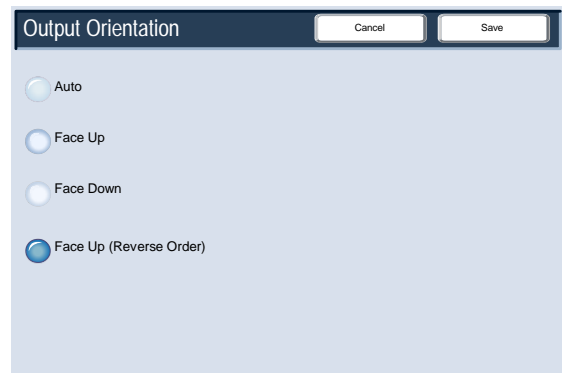 Output Orientation
Cancel
Save
Auto
Face Up
Face Down
Face Up (Reverse Order)